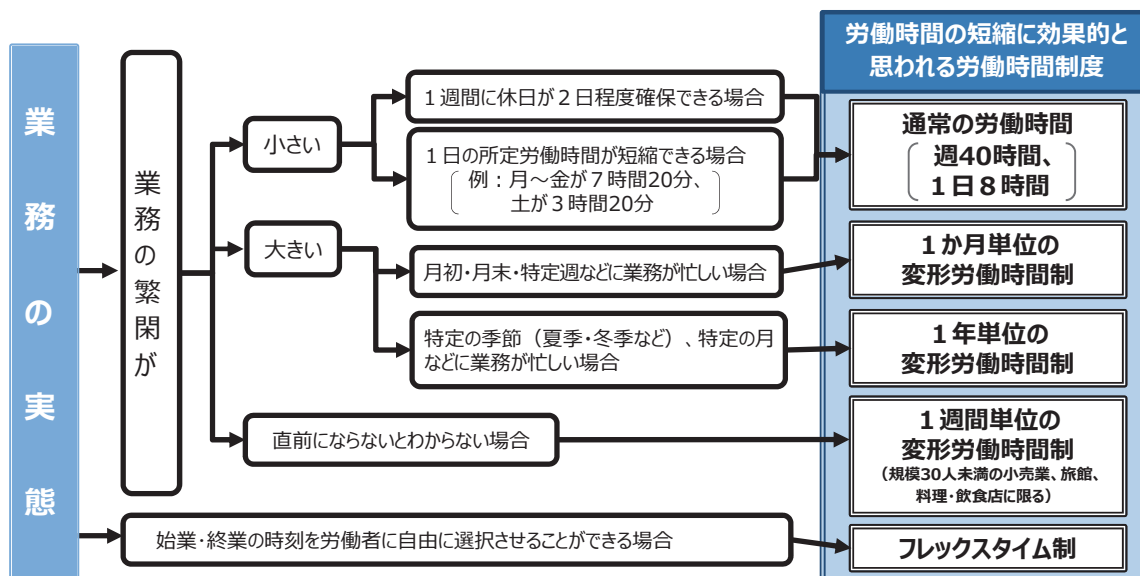 業務の実態
業務の繁閑が
小さい
１週間に休日が２日程度確保できる場合
１日の所定労働時間が短縮できる場合
例：月～金が７時間20分、
土が３時間20分
大きい
月初・月末・特定週などに業務が忙しい場合
特定の季節（夏季・冬季など）、特定の月
などに業務が忙しい場合
直前にならないとわからない場合
始業・終業の時刻を労働者に自由に選択させることができる場合
労働時間の短縮に効果的と
思われる労働時間制度
通常の労働時間
週40時間、
１日８時間
１か月単位の
変形労働時間制
１年単位の
変形労働時間制
１週間単位の
変形労働時間制
（規模30人未満の小売業、旅館、
料理・飲食店に限る）
フレックスタイム制